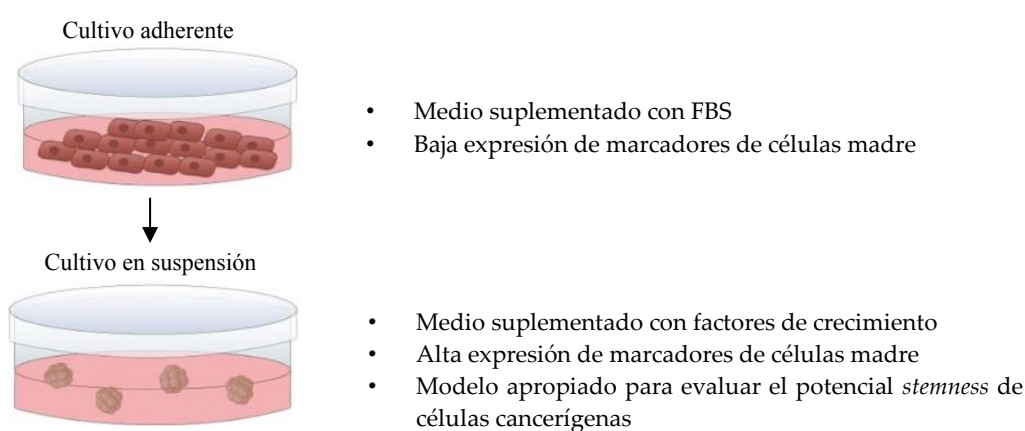 Cultivo adherente
• Medio suplementado con FBS
• Baja expresión de marcadores de células madre
Cultivo en suspensión
• Medio suplementado con factores de crecimiento
• Alta expresión de marcadores de células madre
• Modelo apropiado para evaluar el potencial stemness de
células cancerígenas